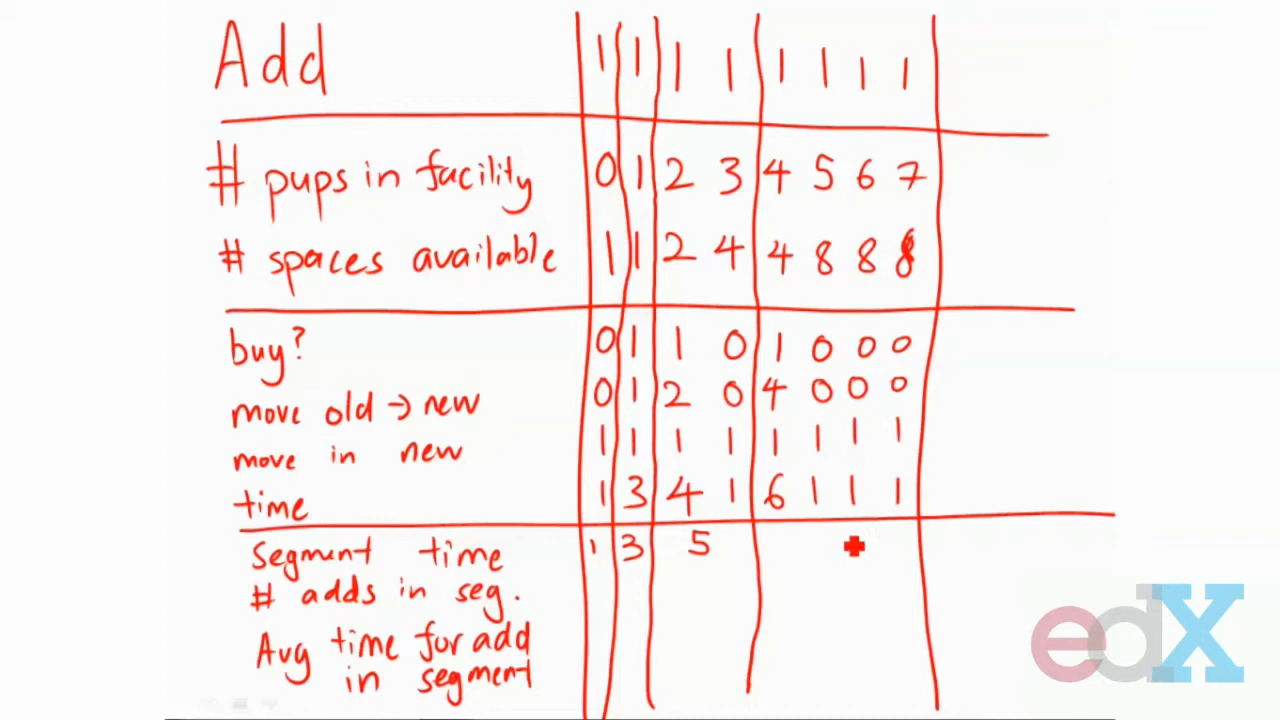 Add 1 1 1 1 1 1 1 1
# pups in facility 0 1 2 3 4 5 6 7
# spaces available 1 1 2 4 4 8 8 8
buy? 0 1 1 0 1 0 0 0
move old → new 0 1 2 0 4 0 0 0
move in new 1 1 1 1 1 1 1 1
time 1 3 4 1 6 1 1 1
Segment time 1 3 5
# adds in seg.
Avg time for add
in segment
edX